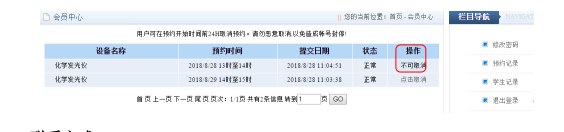 会员中心
您的当前位置：首页 - 会员中心
用户可在预约开始时间前24H取消预约，请勿恶意取消以免造成帐号封停!
设备名称 预约时间 提交日期 状态 操作
化学发光仪 2018/8/28 13时至14时 2018/8/28 11:04:51 正常 不可取消
化学发光仪 2018/8/29 14时至15时 2018/8/28 11:03:38 正常 点击取消
首页 上一页 下一页 尾页 页次：1/1页 共有2条信息 转到 1 页 GO
栏目导航
修改密码
预约记录
学生记录
退出登录